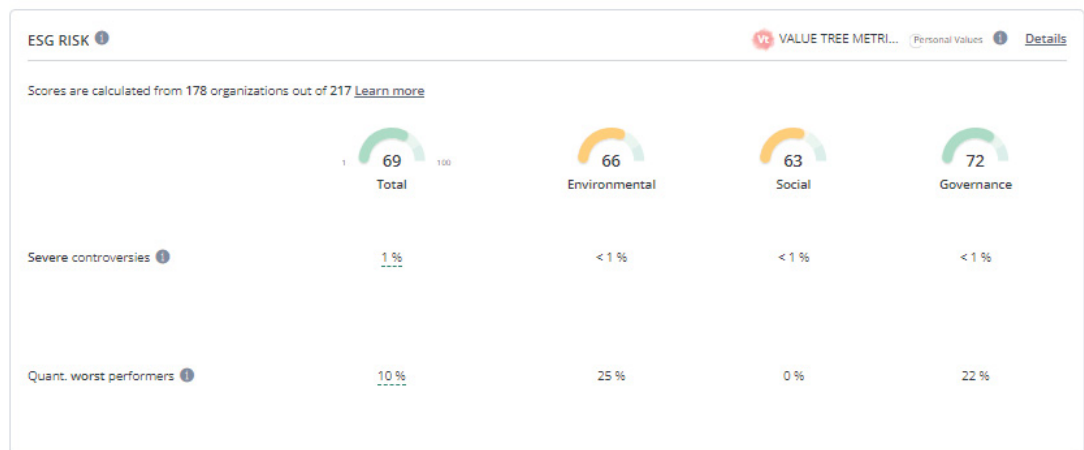 ESG RISK
Vt VALUE TREE METRI... Personal Values Details
Scores are calculated from 178 organizations out of 217 Learn more
1 69 100 66 63 72
Total Environmental Social Governance
Severe controversies 1 % < 1 % < 1 % < 1 %
Quant. worst performers 10 % 25 % 0 % 22 %